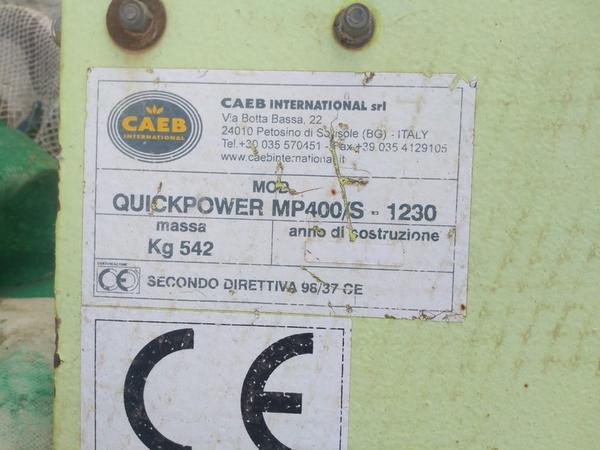 CAEB
INTERNATIONAL
CAEB INTERNATIONAL srl
Via Botta Bassa, 22
24010 Petosino di Sorisole (BG) - ITALY
Tel.+39 035 570451 - Fax +39 035 4129105
www.caebinternational.it
MOD.
QUICKPOWER MP400/S - 1230
massa
Kg 542
anno di costruzione
CERTIFICAZIONE
CE
SECONDO DIRETTIVA 98/37 CE
CE